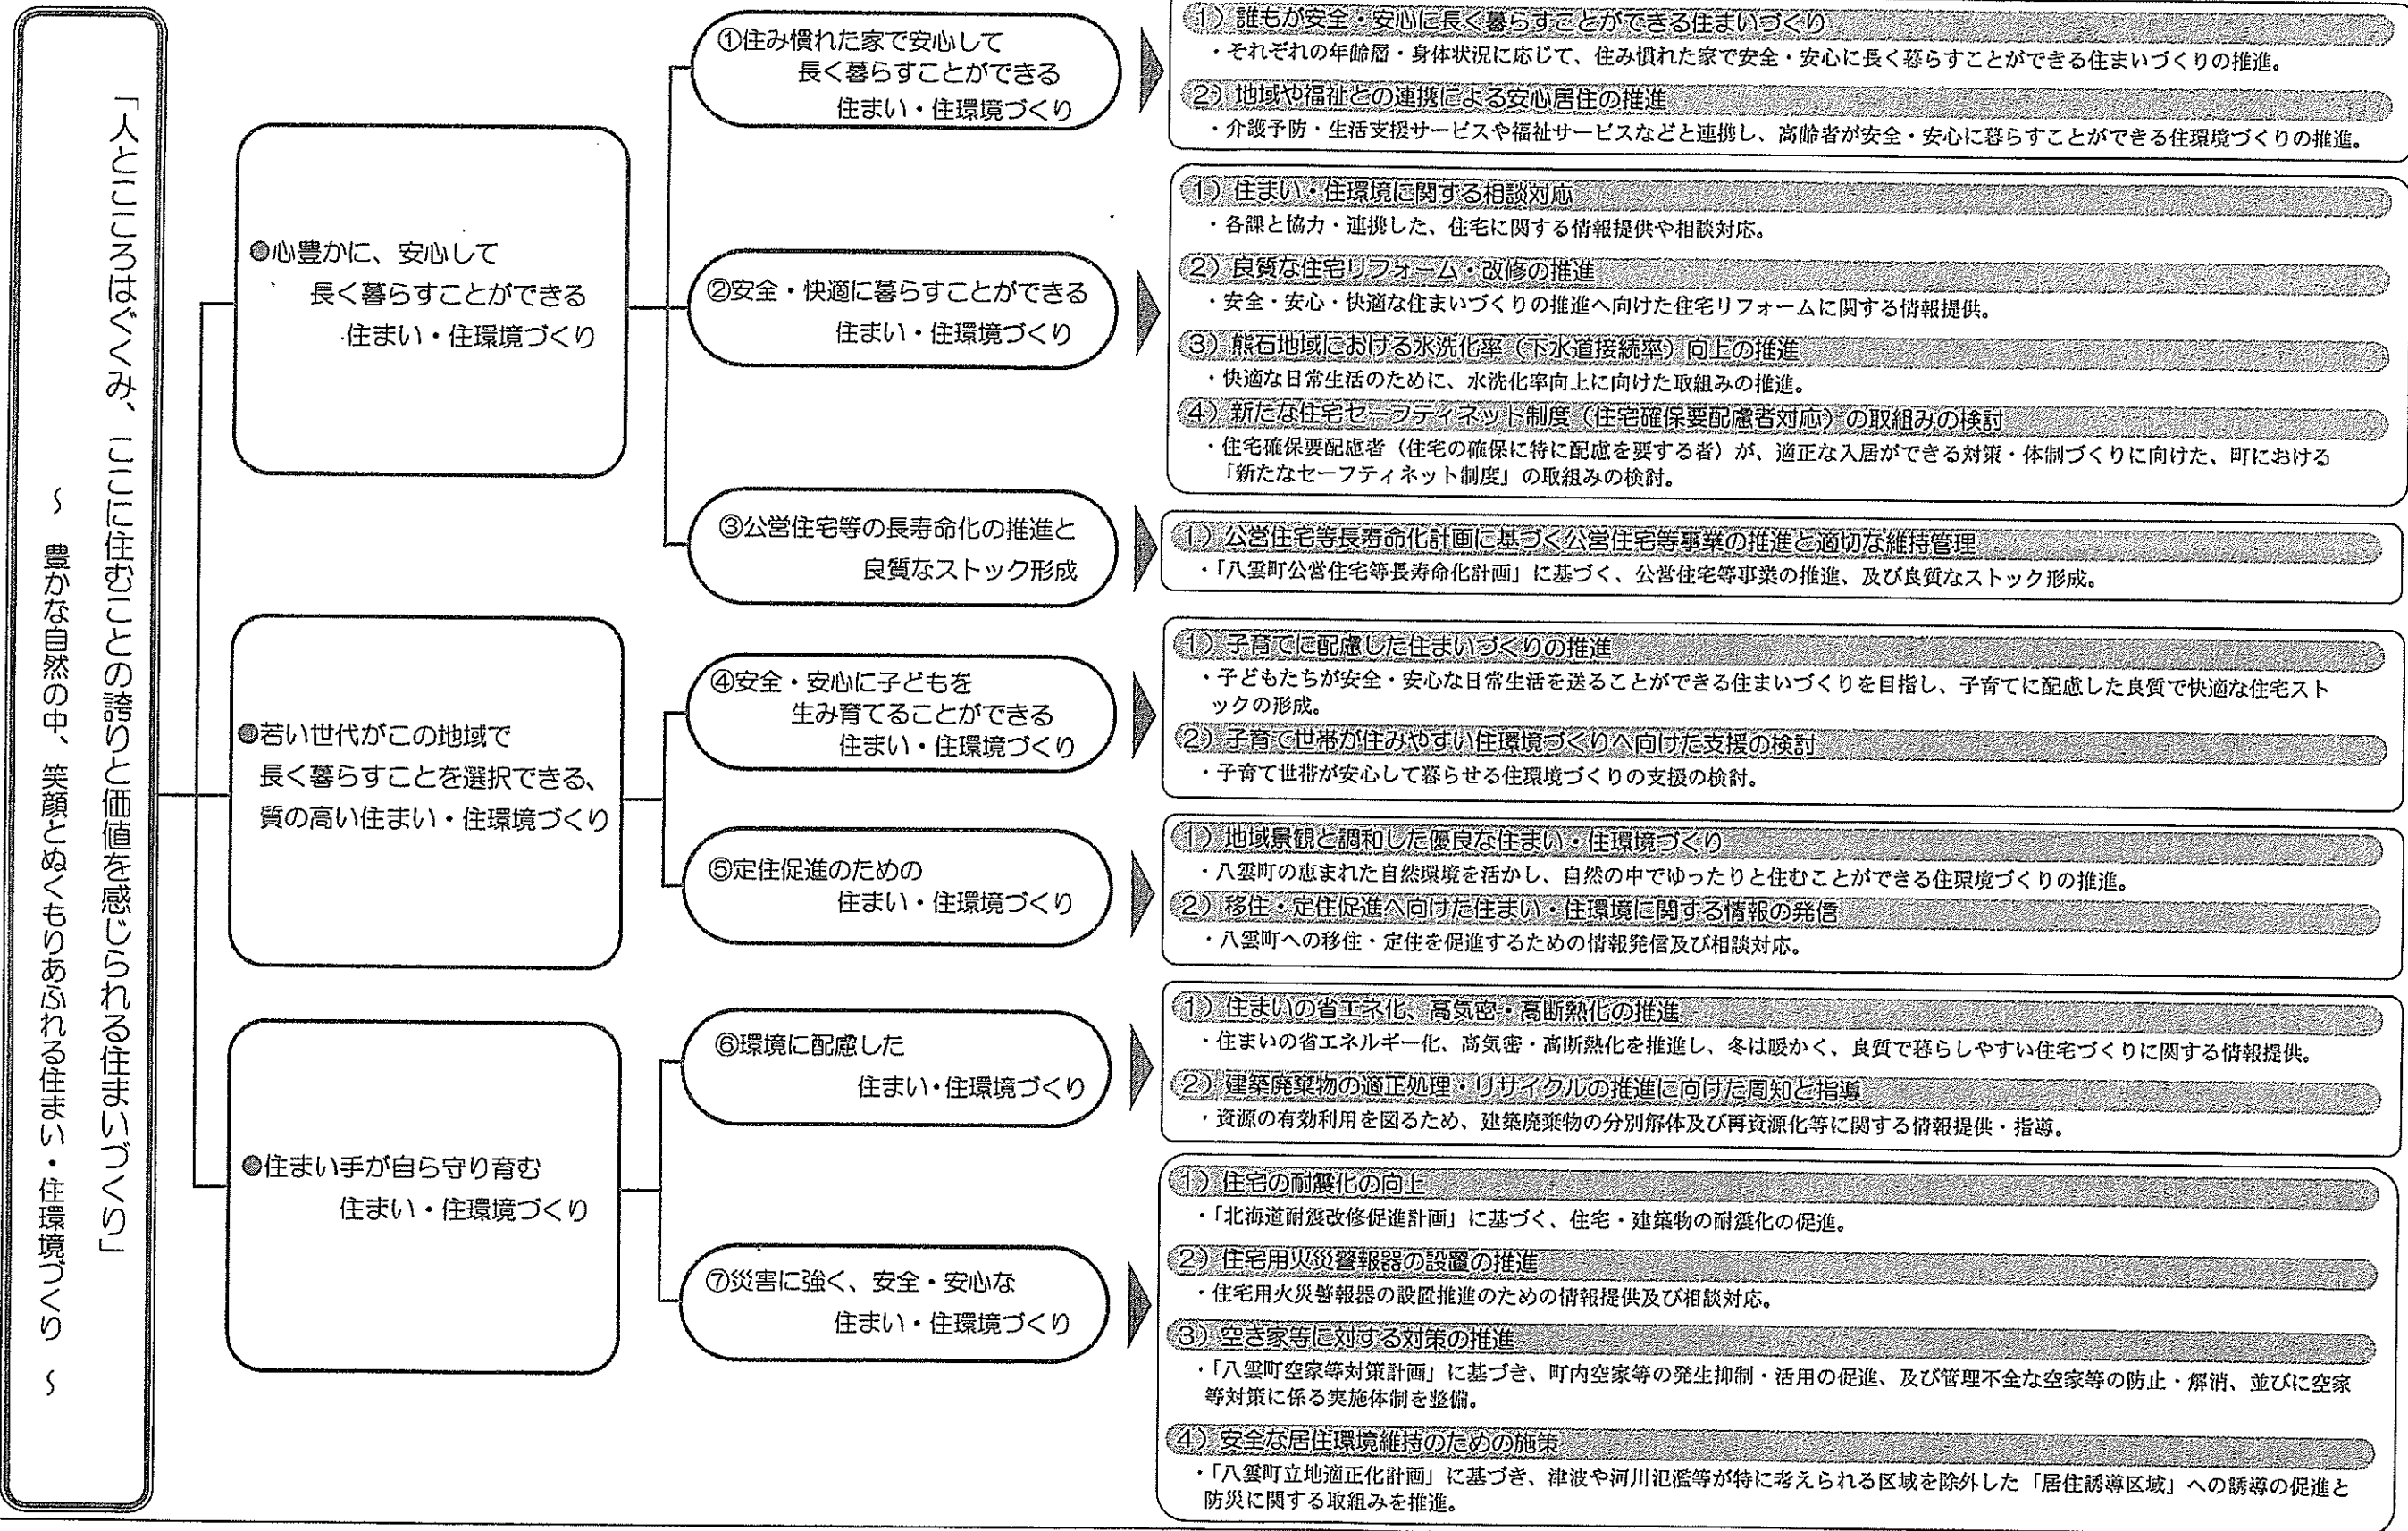 「人とこころはぐくみ、ここに住むことの誇りと価値を感じられる住まいづくり」
～ 豊かな自然の中、笑顔とぬくもりあふれる住まい・住環境づくり ～
●心豊かに、安心して
長く暮らすことができる
住まい・住環境づくり
①住み慣れた家で安心して
長く暮らすことができる
住まい・住環境づくり
1）誰もが安全・安心に長く暮らすことができる住まいづくり
・それぞれの年齢層・身体状況に応じて、住み慣れた家で安全・安心に長く暮らすことができる住まいづくりの推進。
2）地域や福祉との連携による安心居住の推進
・介護予防・生活支援サービスや福祉サービスなどと連携し、高齢者が安全・安心に暮らすことができる住環境づくりの推進。
②安全・快適に暮らすことができる
住まい・住環境づくり
1）住まい・住環境に関する相談対応
・各課と協力・連携した、住宅に関する情報提供や相談対応。
2）良質な住宅リフォーム・改修の推進
・安全・安心・快適な住まいづくりの推進へ向けた住宅リフォームに関する情報提供。
3）熊石地域における水洗化率（下水道接続率）向上の推進
・快適な日常生活のために、水洗化率向上に向けた取組みの推進。
4）新たな住宅セーフティネット制度（住宅確保要配慮者対応）の取組みの検討
・住宅確保要配慮者（住宅の確保に特に配慮を要する者）が、適正な入居ができる対策・体制づくりに向けた、町における
「新たなセーフティネット制度」の取組みの検討。
③公営住宅等の長寿命化の推進と
良質なストック形成
1）公営住宅等長寿命化計画に基づく公営住宅等事業の推進と適切な維持管理
・「八雲町公営住宅等長寿命化計画」に基づく、公営住宅等事業の推進、及び良質なストック形成。
●若い世代がこの地域で
長く暮らすことを選択できる、
質の高い住まい・住環境づくり
④安全・安心に子どもを
生み育てることができる
住まい・住環境づくり
1）子育てに配慮した住まいづくりの推進
・子どもたちが安全・安心な日常生活を送ることができる住まいづくりを目指し、子育てに配慮した良質で快適な住宅スト
ックの形成。
2）子育て世帯が住みやすい住環境づくりへ向けた支援の検討
・子育て世帯が安心して暮らせる住環境づくりの支援の検討。
⑤定住促進のための
住まい・住環境づくり
1）地域景観と調和した優良な住まい・住環境づくり
・八雲町の恵まれた自然環境を活かし、自然の中でゆったりと住むことができる住環境づくりの推進。
2）移住・定住促進へ向けた住まい・住環境に関する情報の発信
・八雲町への移住・定住を促進するための情報発信及び相談対応。
●住まい手が自ら守り育む
住まい・住環境づくり
⑥環境に配慮した
住まい・住環境づくり
1）住まいの省エネ化、高気密・高断熱化の推進
・住まいの省エネルギー化、高気密・高断熱化を推進し、冬は暖かく、良質で暮らしやすい住宅づくりに関する情報提供。
2）建築廃棄物の適正処理・リサイクルの推進に向けた周知と指導
・資源の有効利用を図るため、建築廃棄物の分別解体及び再資源化等に関する情報提供・指導。
⑦災害に強く、安全・安心な
住まい・住環境づくり
1）住宅の耐震化の向上
・「北海道耐震改修促進計画」に基づく、住宅・建築物の耐震化の促進。
2）住宅用火災警報器の設置の推進
・住宅用火災警報器の設置推進のための情報提供及び相談対応。
3）空き家等に対する対策の推進
・「八雲町空家等対策計画」に基づき、町内空家等の発生抑制・活用の促進、及び管理不全な空家等の防止・解消、並びに空家
等対策に係る実施体制を整備。
4）安全な居住環境維持のための施策
・「八雲町立地適正化計画」に基づき、津波や河川氾濫等が特に考えられる区域を除外した「居住誘導区域」への誘導の促進と
防災に関する取組みを推進。